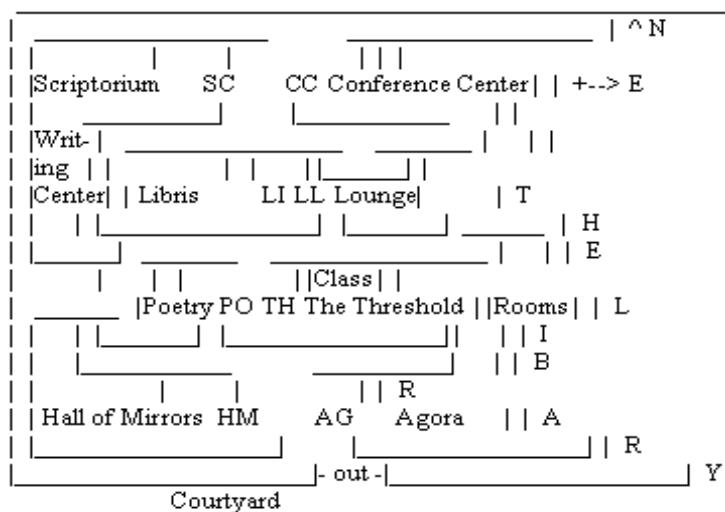 ^ N
Scriptorium SC CC Conference Center +--> E
Writ-
ing
Center Libris LI LL Lounge T
H
E
Class
Poetry PO TH The Threshold Rooms L
I
B
R
Hall of Mirrors HM AG Agora A
R
- out - Y
Courtyard